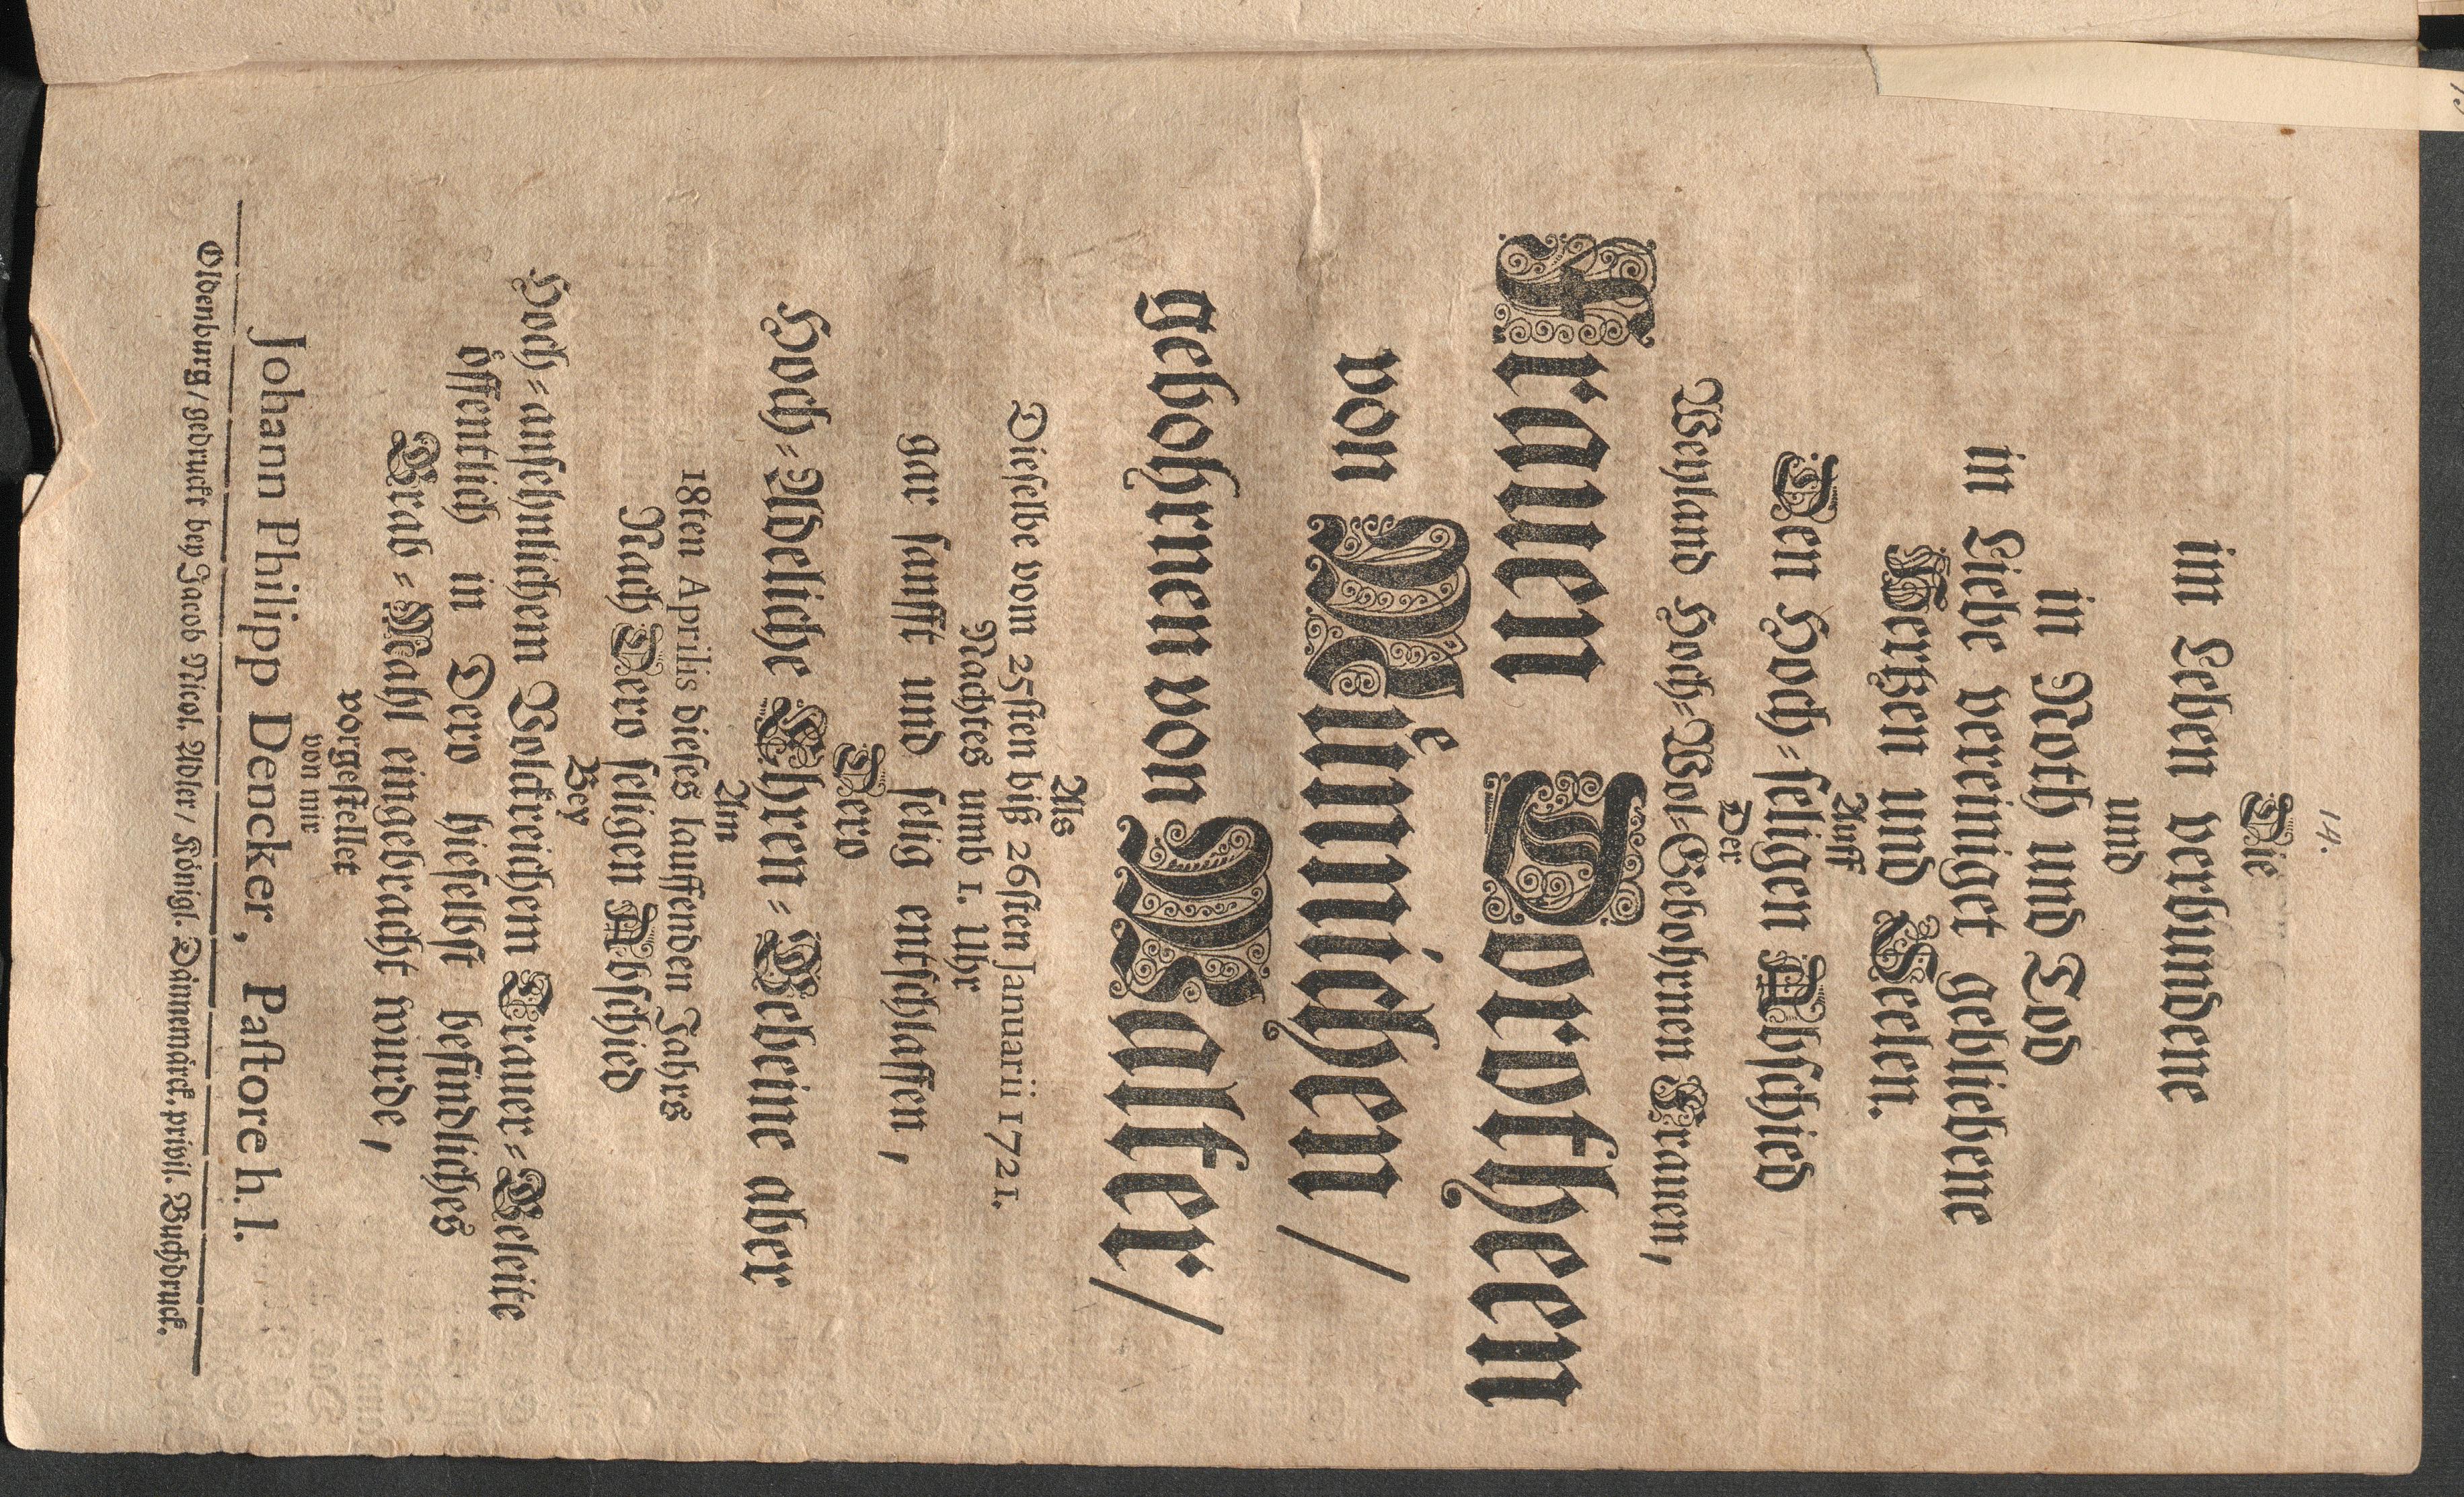 14.
Die
im Leben verbundene
und
in Noth und Tod
in Liebe vereiniget gebliebene
Hertzen und Seelen.
Auff
Den Hoch-seligen Abschied
Der
Weyland Hoch-Wol-Gebohrnen Frauen,
Frauen Dorotheen
von Münnichen/
gebohrnen von Nalter/
Als
Dieselbe vom 25sten biß 26sten Januarii 1721.
Nachtes umb 1. Uhr
gar sanfft und selig entschlaffen,
Dero
Hoch-Adeliche Ehren-Gebeine aber
Am
18ten Aprilis dieses lauffenden Jahrs
Nach Dero seligen Abschied
Bey
Hoch-ansehnlichem Volckreichem Trauer-Geleite
öffentlich in Dero hieselbst befindliches
Grab-Mahl eingebracht wurde,
vorgestellet
von mir
Johann Philipp Dencker, Pastore h. l.
Oldenburg/ gedruckt bey Jacob Nicol. Adler/ Königl. Dännemärck. privil. Buchdruck.